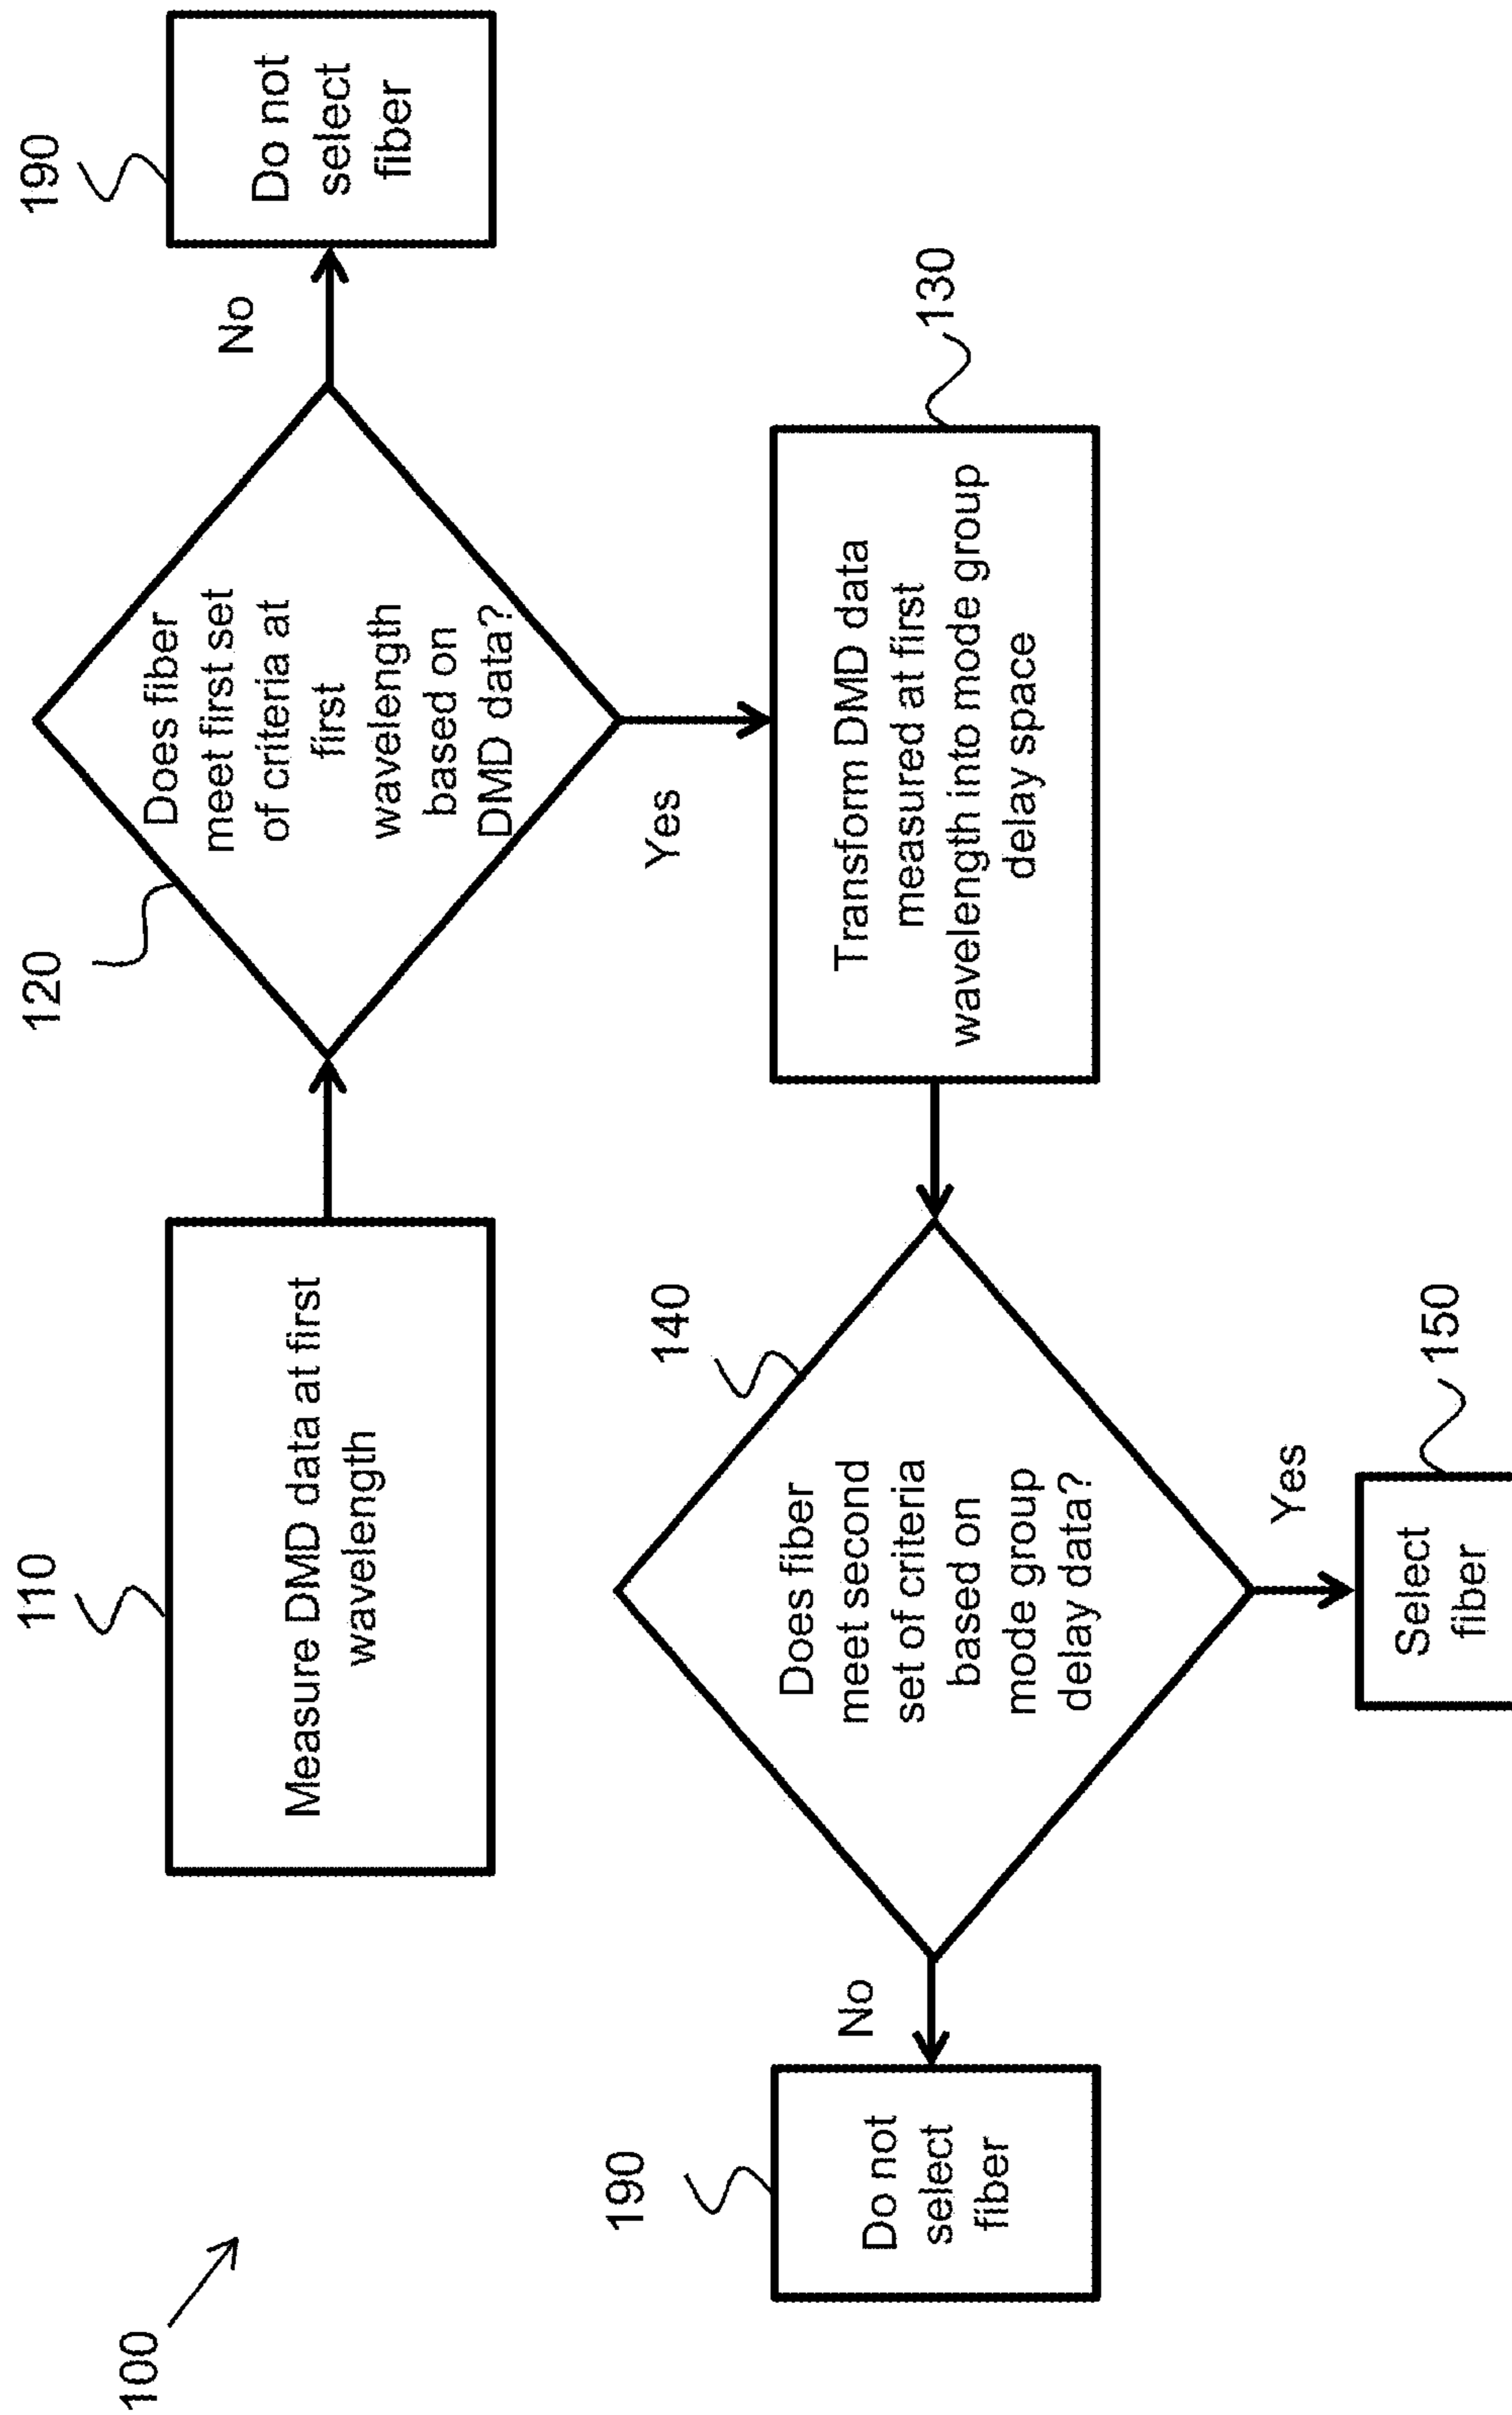 100
110
Measure DMD data at first
wavelength
120
Does fiber
meet first set
of criteria at
first
wavelength
based on
DMD data?
No
190
Do not
select
fiber
Yes
130
Transform DMD data
measured at first
wavelength into mode group
delay space
140
Does fiber
meet second
set of criteria
based on
mode group
delay data?
No
190
Do not
select
fiber
Yes
150
Select
fiber